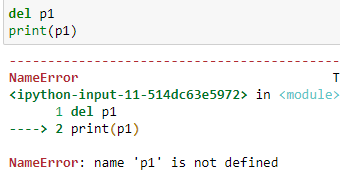 del p1
print(p1)
---------------------------------------------
NameError T
<ipython-input-11-514dc63e5972> in <module>
1 del p1
----> 2 print(p1)
NameError: name 'p1' is not defined